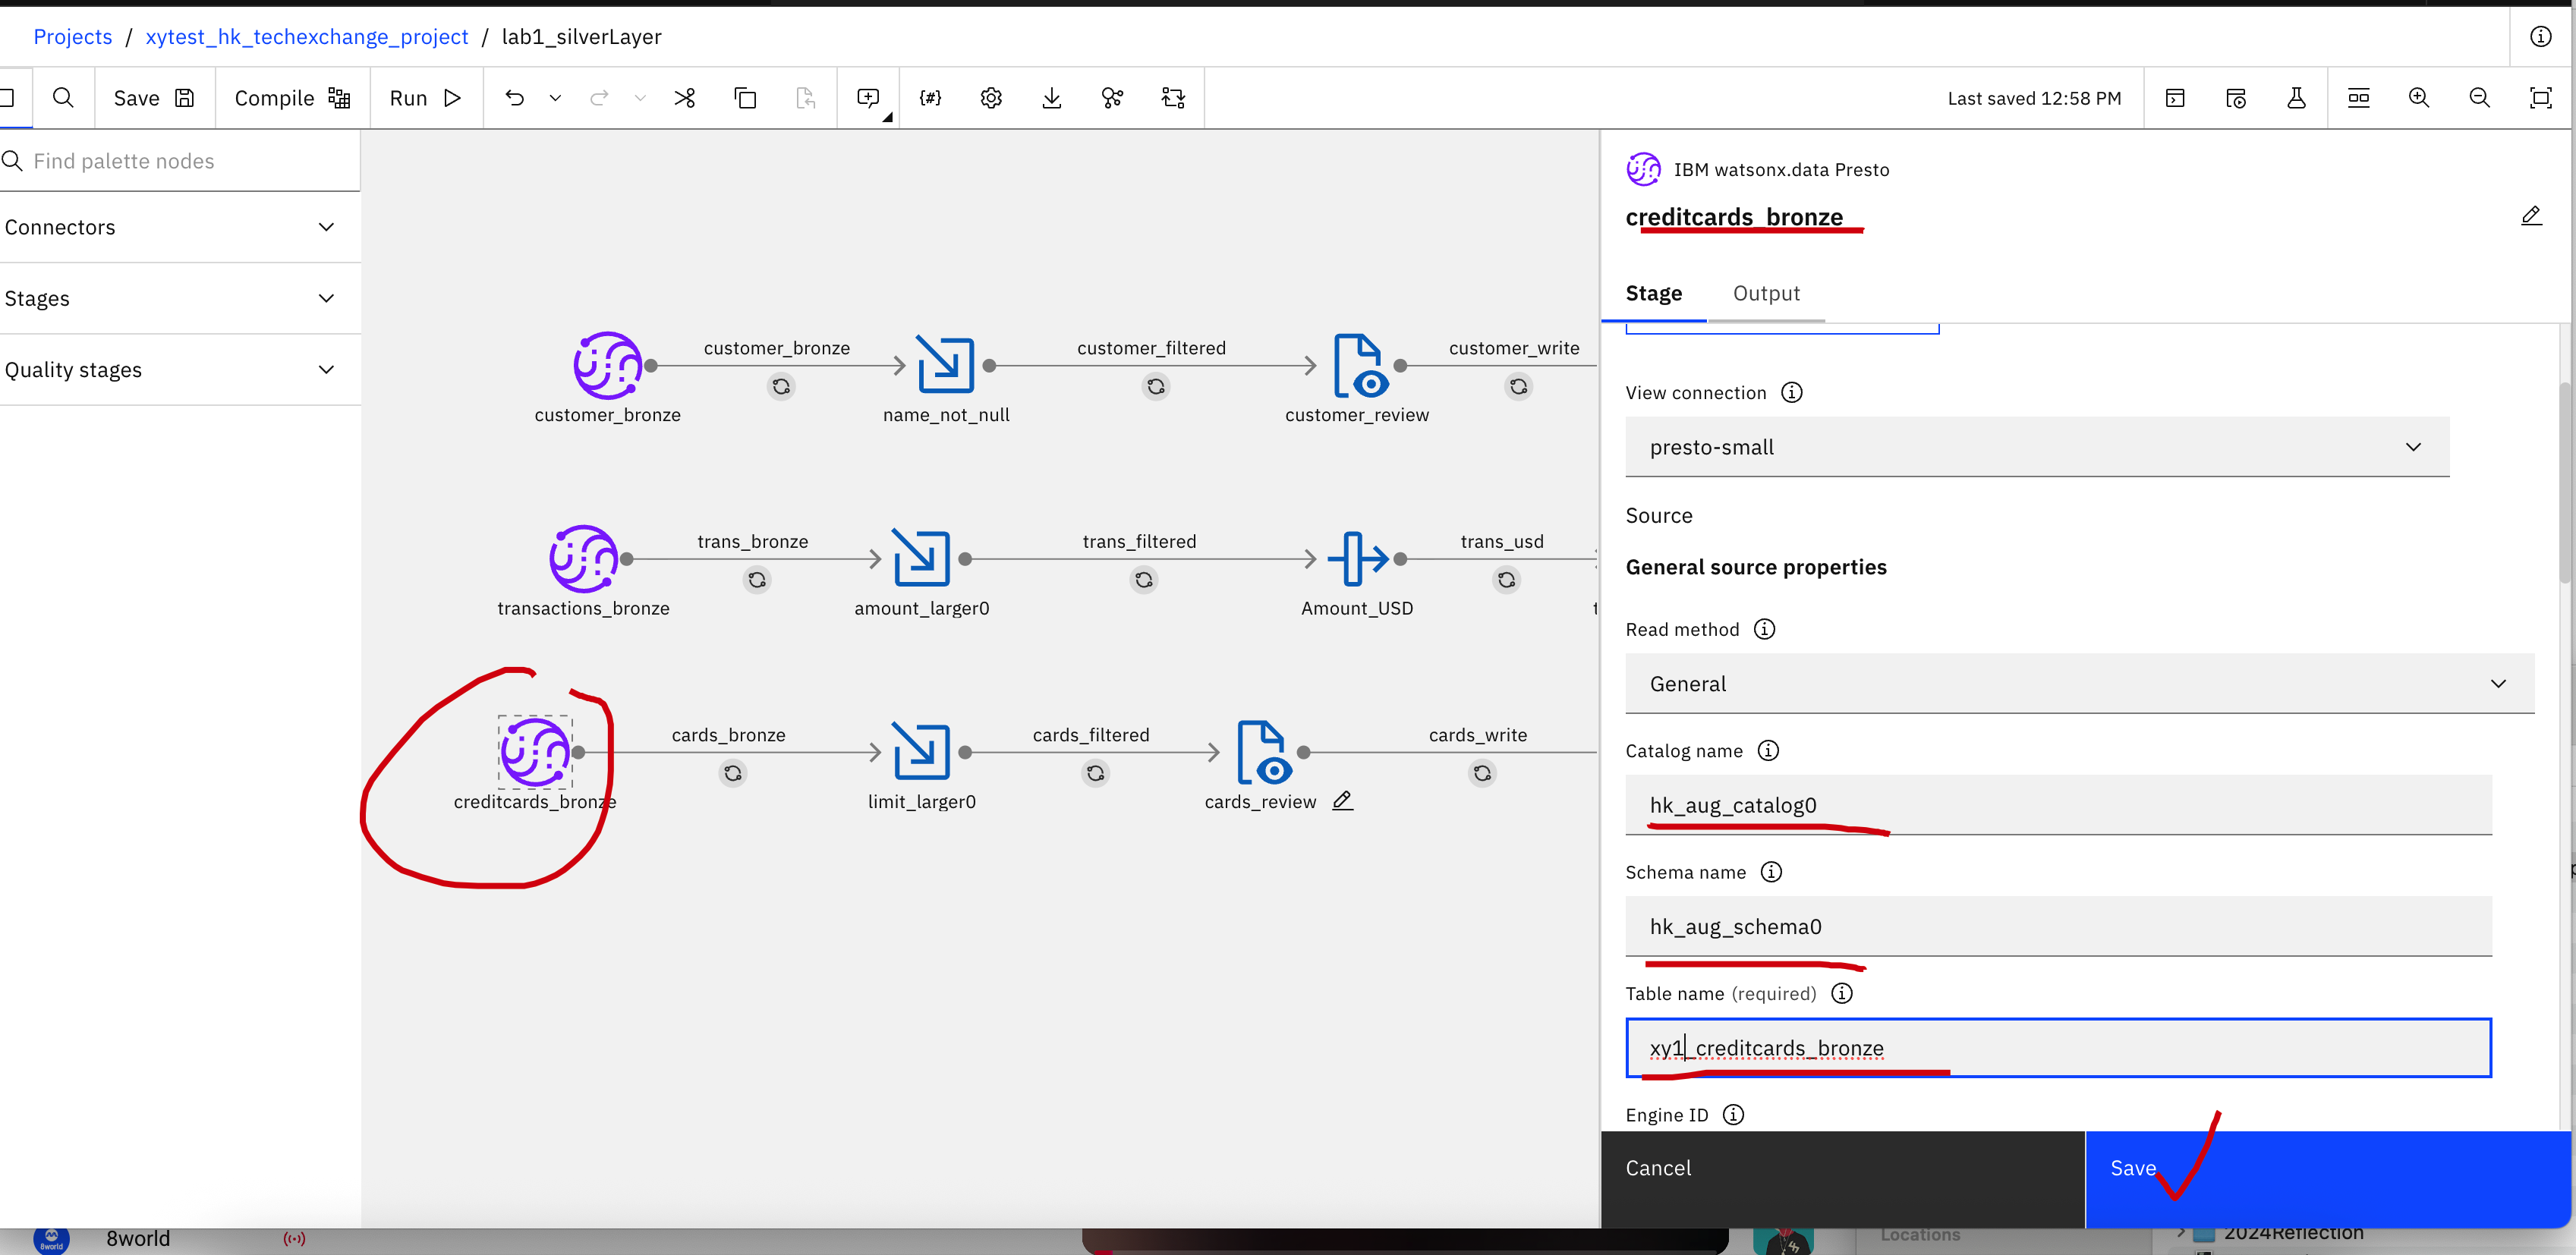 Projects / xytest_hk_techexchange_project / lab1_silverLayer
Save Compile Run {#} Last saved 12:58 PM
Find palette nodes
Connectors
Stages
Quality stages
customer_bronze customer_filtered customer_write
customer_bronze name_not_null customer_review
trans_bronze trans_filtered trans_usd
transactions_bronze amount_larger0 Amount_USD
cards_bronze cards_filtered cards_write
creditcards_bronze limit_larger0 cards_review
IBM watsonx.data Presto
creditcards_bronze
Stage Output
View connection
presto-small
Source
General source properties
Read method
General
Catalog name
hk_aug_catalog0
Schema name
hk_aug_schema0
Table name (required)
xy1_creditcards_bronze
Engine ID
Cancel Save
8world 8world Locations 2024Reflection